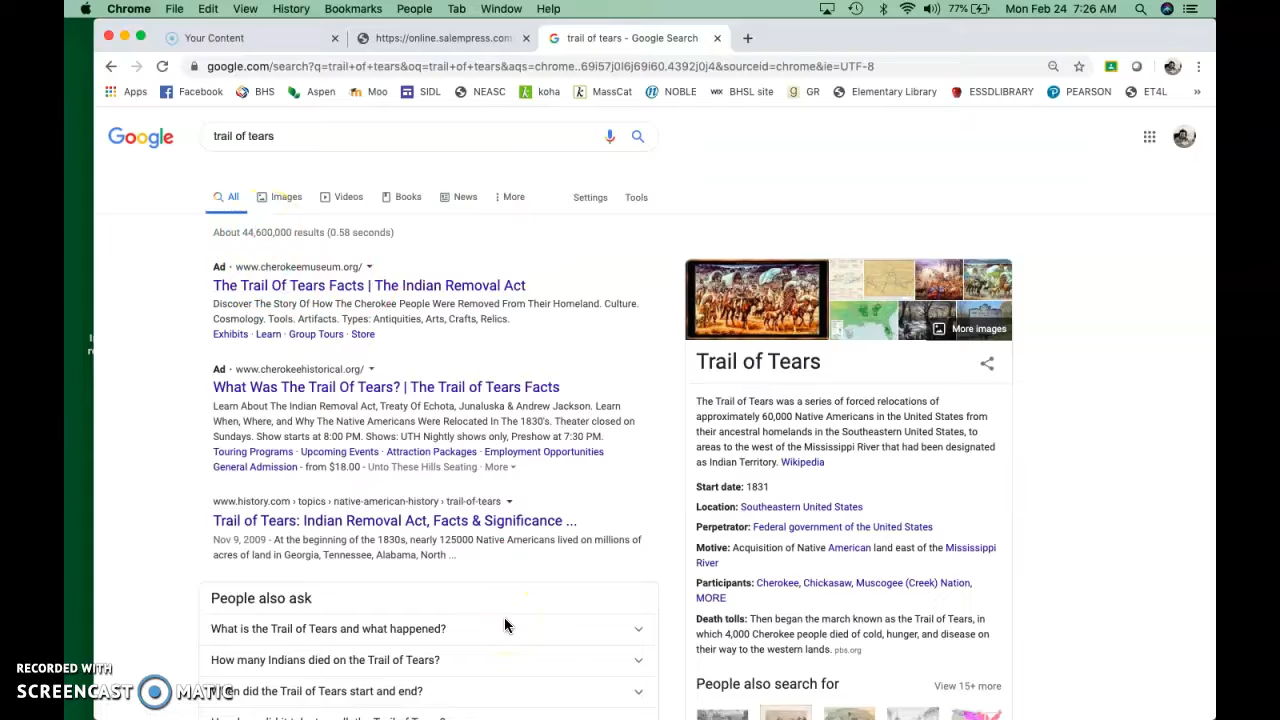 Chrome File Edit View History Bookmarks People Tab Window Help 77% Mon Feb 24 7:26 AM
Your Content https://online.salempress.com trail of tears - Google Search
google.com/search?q=trail+of+tears&oq=trail+of+tears&aqs=chrome..69i57j0l6j69i60.4392j0j4&sourceid=chrome&ie=UTF-8
Apps Facebook BHS Aspen Moo SIDL NEASC koha MassCat NOBLE BHSL site GR Elementary Library ESSDLIBRARY PEARSON ET4L »
Google trail of tears
All Images Videos Books News More Settings Tools
About 44,600,000 results (0.58 seconds)
Ad · www.cherokeemuseum.org/
The Trail Of Tears Facts | The Indian Removal Act
Discover The Story Of How The Cherokee People Were Removed From Their Homeland. Culture.
Cosmology. Tools. Artifacts. Types: Antiquities, Arts, Crafts, Relics.
Exhibits · Learn · Group Tours · Store
Ad · www.cherokeehistorical.org/
What Was The Trail Of Tears? | The Trail of Tears Facts
Learn About The Indian Removal Act, Treaty Of Echota, Junaluska & Andrew Jackson. Learn
When, Where, and Why The Native Americans Were Relocated In The 1830's. Theater closed on
Sundays. Show starts at 8:00 PM. Shows: UTH Nightly shows only, Preshow at 7:30 PM.
Touring Programs · Upcoming Events · Attraction Packages · Employment Opportunities
General Admission - from $18.00 - Unto These Hills Seating · More
www.history.com › topics › native-american-history › trail-of-tears
Trail of Tears: Indian Removal Act, Facts & Significance ...
Nov 9, 2009 - At the beginning of the 1830s, nearly 125000 Native Americans lived on millions of
acres of land in Georgia, Tennessee, Alabama, North ...
People also ask
What is the Trail of Tears and what happened?
How many Indians died on the Trail of Tears?
did the Trail of Tears start and end?
More images
Trail of Tears
The Trail of Tears was a series of forced relocations of
approximately 60,000 Native Americans in the United States from
their ancestral homelands in the Southeastern United States, to
areas to the west of the Mississippi River that had been designated
as Indian Territory. Wikipedia
Start date: 1831
Location: Southeastern United States
Perpetrator: Federal government of the United States
Motive: Acquisition of Native American land east of the Mississippi
River
Participants: Cherokee, Chickasaw, Muscogee (Creek) Nation,
MORE
Death tolls: Then began the march known as the Trail of Tears, in
which 4,000 Cherokee people died of cold, hunger, and disease on
their way to the western lands. pbs.org
People also search for View 15+ more
RECORDED WITH
SCREENCAST MATIC